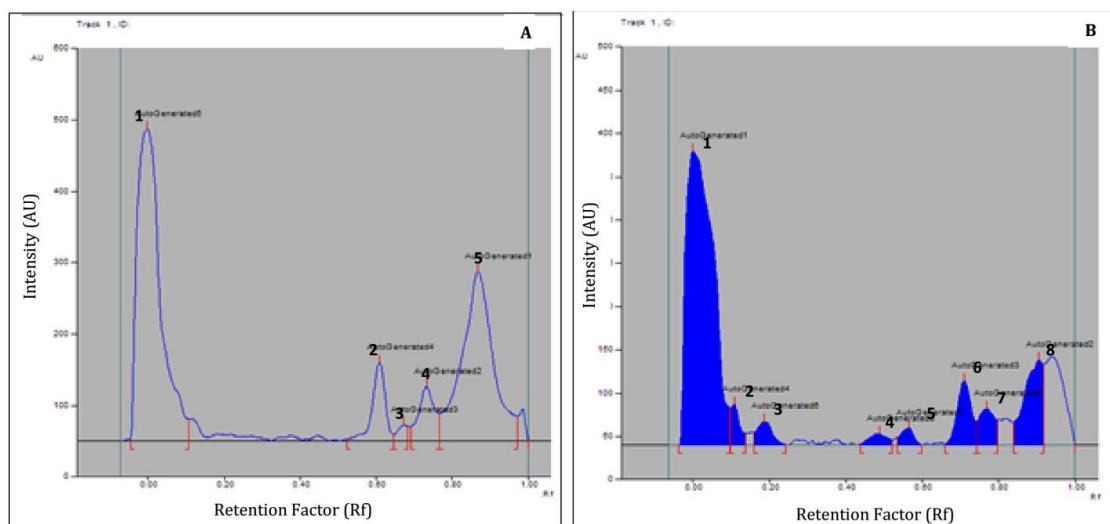 Track 1, ID:
A
600
AU
1
AutoGenerated5
500
400
5
300
AutoGenerated1
200
2
AutoGenerated4
4
AutoGenerated2
3
AutoGenerated3
100
0
0.00 0.20 0.40 0.60 0.80 1.00
Rf
Intensity (AU)
Retention Factor (Rf)
Track 1, ID:
B
500
AU
450
400
AutoGenerated1
1
150
8
AutoGenerated2
6
AutoGenerated3
100
2
AutoGenerated4
7
3
5
4
50
0
0.00 0.20 0.40 0.60 0.80 1.00
Rf
Intensity (AU)
Retention Factor (Rf)